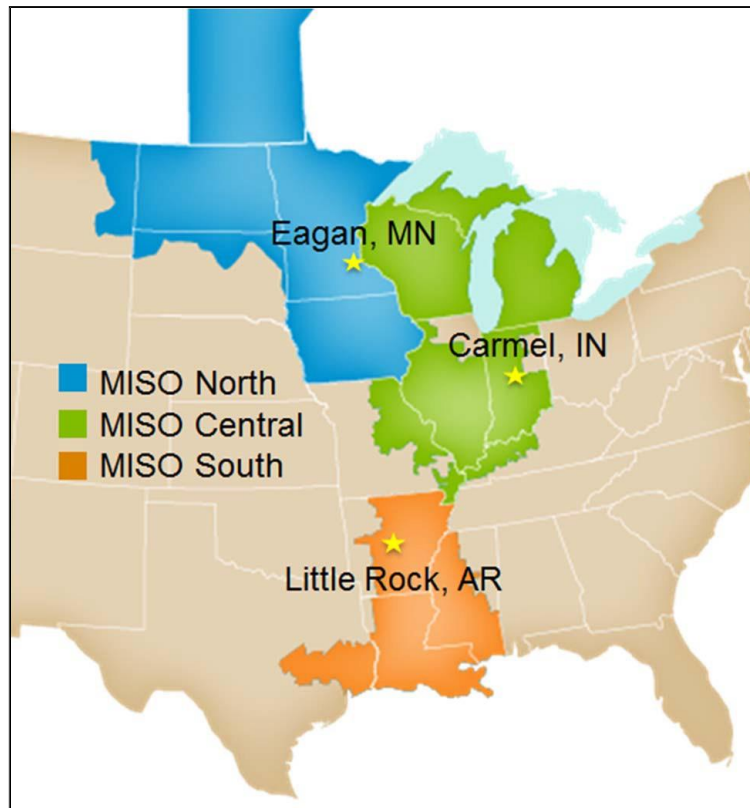 Eagan, MN
Carmel, IN
MISO North
MISO Central
MISO South
Little Rock, AR